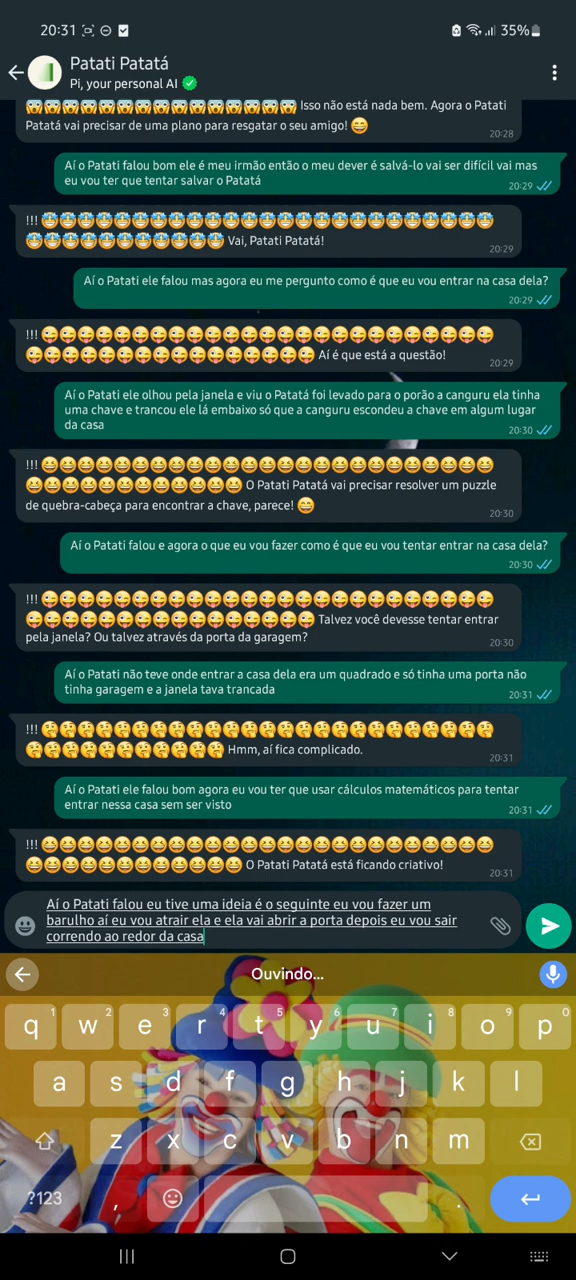 20:31
35%
Patati Patatá
Pi, your personal AI
😱😱😱😱😱😱😱😱😱😱😱😱😱😱😱 Isso não está nada bem. Agora o Patati
Patatá vai precisar de uma plano para resgatar o seu amigo! 😄
20:28
Aí o Patati falou bom ele é meu irmão então o meu dever é salvá-lo vai ser difícil vai mas
eu vou ter que tentar salvar o Patatá
20:29
!!!
Vai, Patati Patatá!
20:29
Aí o Patati ele falou mas agora eu me pergunto como é que eu vou entrar na casa dela?
20:29
!!! 😜😜😜😜😜😜😜😜😜😜😜😜😜😜😜😜😜😜😜😜😜😜😜😜😜
😜😜😜😜😜😜😜😜😜😜😜😜😜😜😜😜 Aí é que está a questão!
20:29
Aí o Patati ele olhou pela janela e viu o Patatá foi levado para o porão a canguru ela tinha
uma chave e trancou ele lá embaixo só que a canguru escondeu a chave em algum lugar
da casa
20:30
!!! 😆😆😆😆😆😆😆😆😆😆😆😆😆😆😆😆😆😆😆😆😆😆😆😆😆
😆😆😆😆😆😆😆😆😆😆😆😆 O Patati Patatá vai precisar resolver um puzzle
de quebra-cabeça para encontrar a chave, parece! 😄
20:30
Aí o Patati falou e agora o que eu vou fazer como é que eu vou tentar entrar na casa dela?
20:30
!!! 😜😜😜😜😜😜😜😜😜😜😜😜😜😜😜😜😜😜😜😜😜😜😜😜😜
😜😜😜😜😜😜😜😜😜😜😜😜😜😜😜😜 Talvez você devesse tentar entrar
pela janela? Ou talvez através da porta da garagem?
20:30
Aí o Patati não teve onde entrar a casa dela era um quadrado e só tinha uma porta não
tinha garagem e a janela tava trancada
20:31
!!! 🤔🤔🤔🤔🤔🤔🤔🤔🤔🤔🤔🤔🤔🤔🤔🤔🤔🤔🤔🤔🤔🤔🤔🤔🤔
🤔🤔🤔🤔🤔🤔🤔🤔🤔🤔🤔 Hmm, aí fica complicado.
20:31
Aí o Patati ele falou bom agora eu vou ter que usar cálculos matemáticos para tentar
entrar nessa casa sem ser visto
20:31
!!! 😆😆😆😆😆😆😆😆😆😆😆😆😆😆😆😆😆😆😆😆😆😆😆😆😆
😆😆😆😆😆😆😆😆😆😆😆😆 O Patati Patatá está ficando criativo!
20:31
Aí o Patati falou eu tive uma ideia é o seguinte eu vou fazer um
barulho aí eu vou atrair ela e ela vai abrir a porta depois eu vou sair
correndo ao redor da casa
Ouvindo...
q1 w2 e3 r4 t5 y6 u7 i8 o9 p0
a s d f g h j k l
z x c v b n m
?123 , .